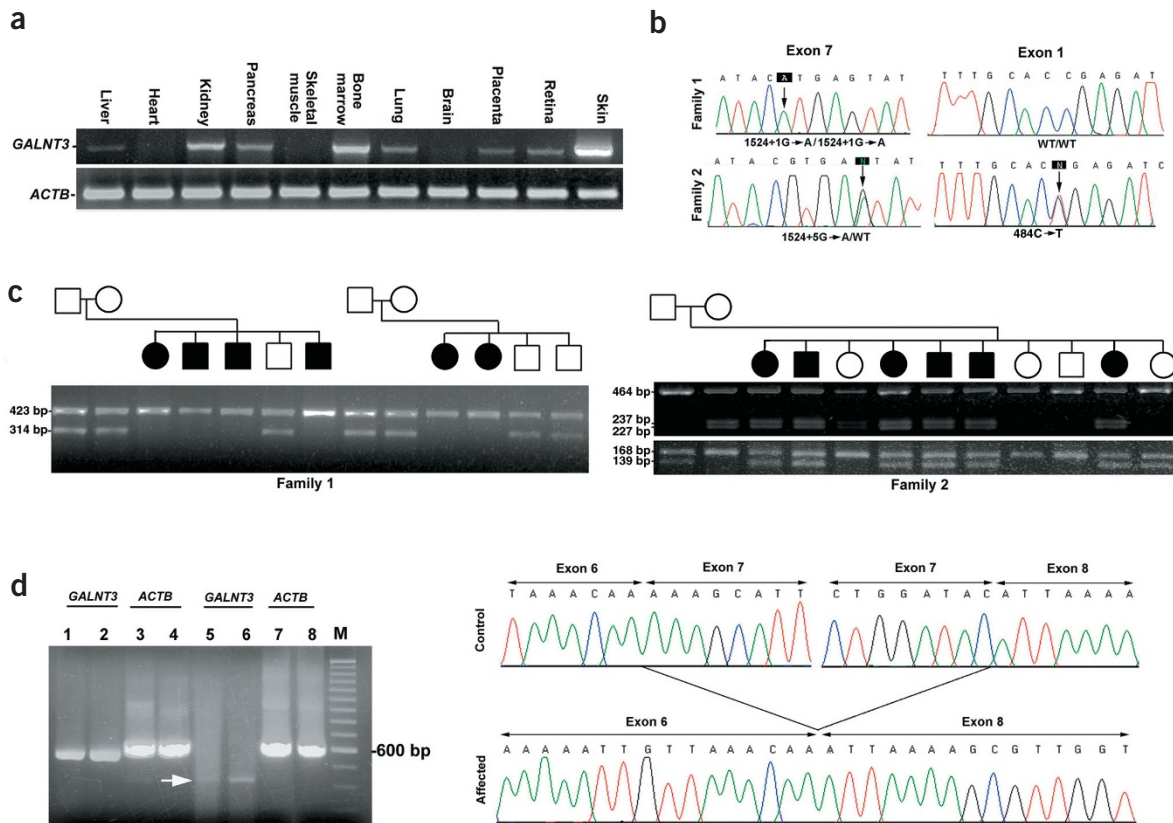 a
Liver
Heart
Kidney
Pancreas
Skeletal
muscle
Bone
marrow
Lung
Brain
Placenta
Retina
Skin
GALNT3
ACTB
b
Exon 7
Exon 1
Family 1
A T A C A T G A G T A T
T T T G C A C C G A G A T
1524+1G→A/1524+1G→A
WT/WT
Family 2
A T A C G T G A N T A T
T T T G C A C N G A G A T C
1524+5G→A/WT
484C→T
c
423 bp
314 bp
Family 1
464 bp
237 bp
227 bp
168 bp
139 bp
Family 2
d
GALNT3 ACTB GALNT3 ACTB
1 2 3 4 5 6 7 8 M
-600 bp
Exon 6 Exon 7 Exon 7 Exon 8
T A A A C A A A A A G C A T T
C T G G A T A C A T T A A A A
Control
Exon 6 Exon 8
A A A A A T T G T T A A A C A A A T T A A A A G C G T T G G T
Affected